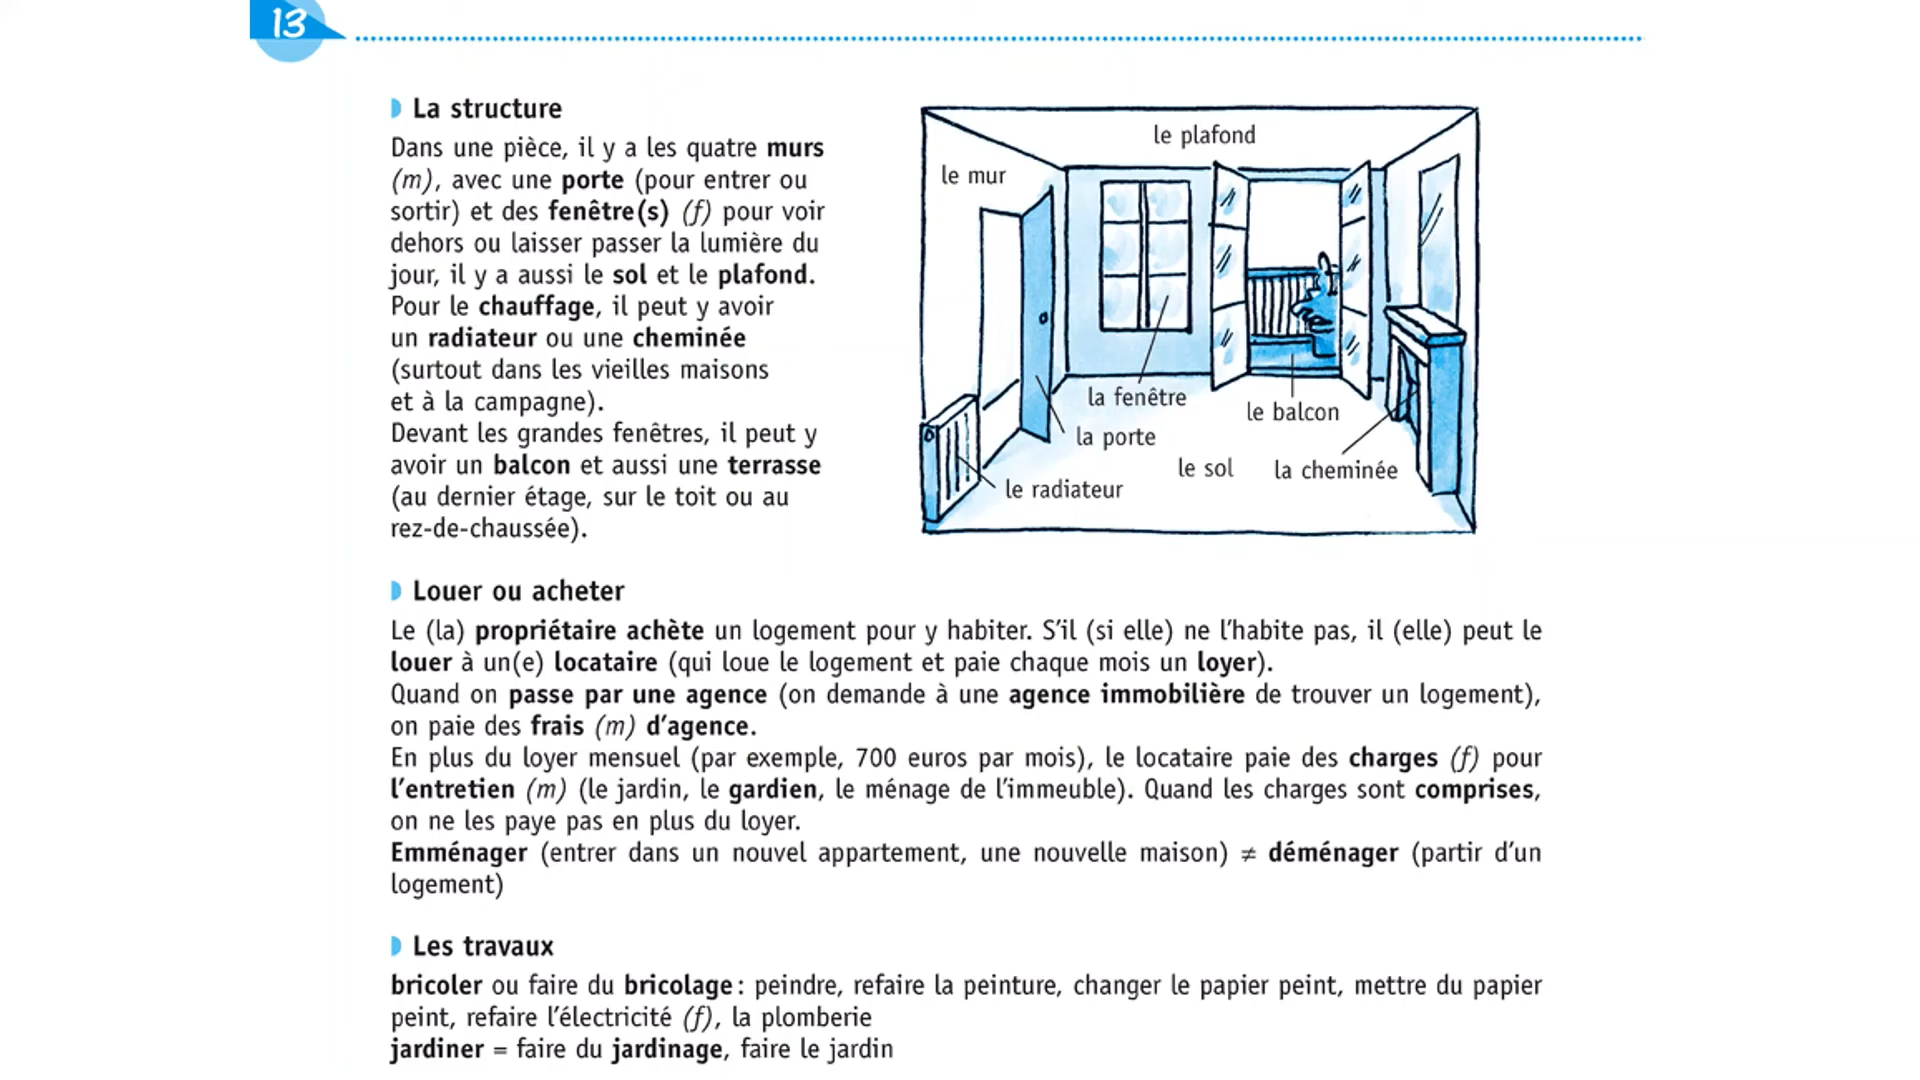 13
La structure
Dans une pièce, il y a les quatre murs
(m), avec une porte (pour entrer ou
sortir) et des fenêtre(s) (f) pour voir
dehors ou laisser passer la lumière du
jour, il y a aussi le sol et le plafond.
Pour le chauffage, il peut y avoir
un radiateur ou une cheminée
(surtout dans les vieilles maisons
et à la campagne).
Devant les grandes fenêtres, il peut y
avoir un balcon et aussi une terrasse
(au dernier étage, sur le toit ou au
rez-de-chaussée).
le plafond
le mur
la fenêtre
le balcon
la porte
le sol
la cheminée
le radiateur
Louer ou acheter
Le (la) propriétaire achète un logement pour y habiter. S'il (si elle) ne l'habite pas, il (elle) peut le
louer à un(e) locataire (qui loue le logement et paie chaque mois un loyer).
Quand on passe par une agence (on demande à une agence immobilière de trouver un logement),
on paie des frais (m) d'agence.
En plus du loyer mensuel (par exemple, 700 euros par mois), le locataire paie des charges (f) pour
l'entretien (m) (le jardin, le gardien, le ménage de l'immeuble). Quand les charges sont comprises,
on ne les paye pas en plus du loyer.
Emménager (entrer dans un nouvel appartement, une nouvelle maison) ≠ déménager (partir d'un
logement)
Les travaux
bricoler ou faire du bricolage : peindre, refaire la peinture, changer le papier peint, mettre du papier
peint, refaire l'électricité (f), la plomberie
jardiner = faire du jardinage, faire le jardin